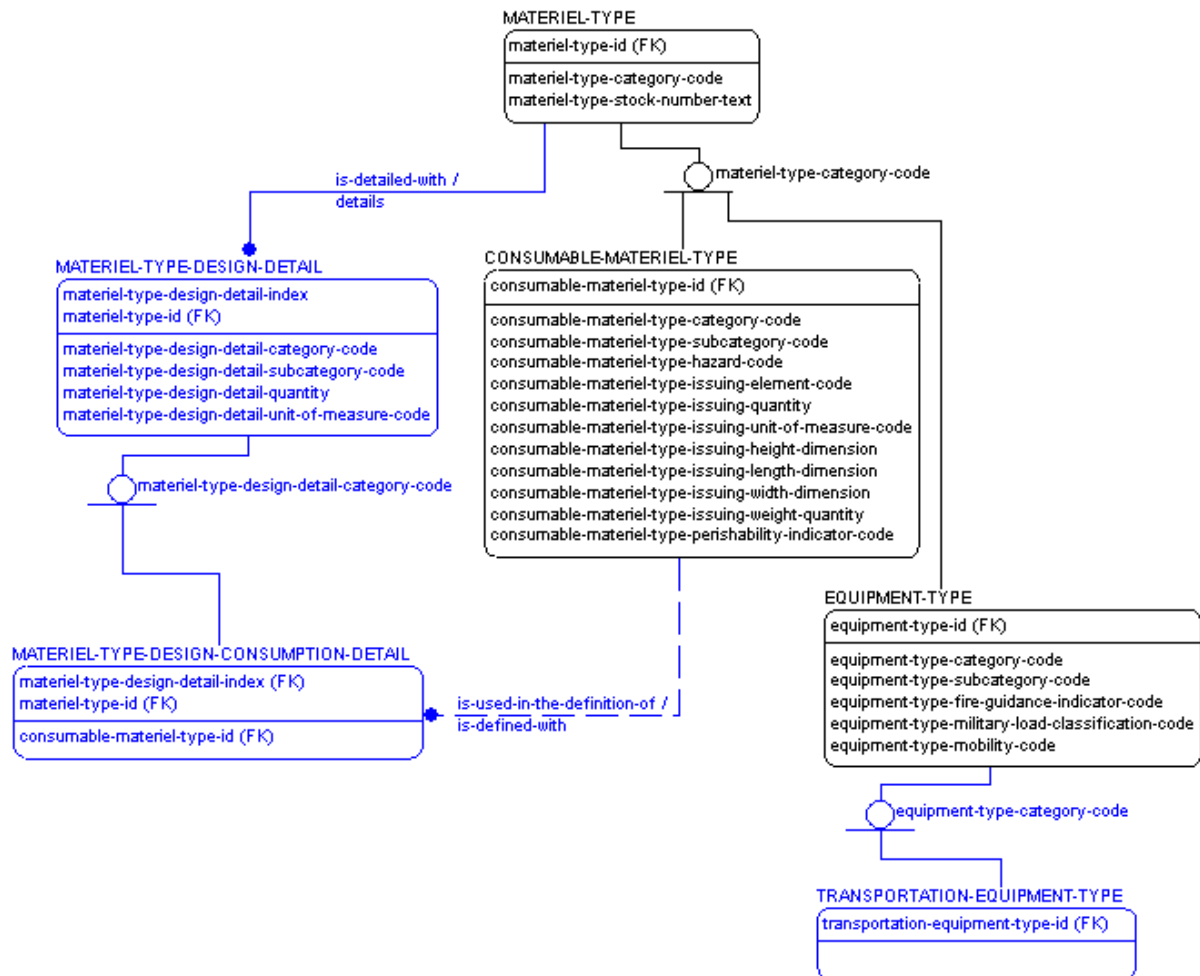 MATERIEL-TYPE
materiel-type-id (FK)
materiel-type-category-code
materiel-type-stock-number-text
is-detailed-with /
details
materiel-type-category-code
MATERIEL-TYPE-DESIGN-DETAIL
materiel-type-design-detail-index
materiel-type-id (FK)
materiel-type-design-detail-category-code
materiel-type-design-detail-subcategory-code
materiel-type-design-detail-quantity
materiel-type-design-detail-unit-of-measure-code
materiel-type-design-detail-category-code
CONSUMABLE-MATERIEL-TYPE
consumable-materiel-type-id (FK)
consumable-materiel-type-category-code
consumable-materiel-type-subcategory-code
consumable-materiel-type-hazard-code
consumable-materiel-type-issuing-element-code
consumable-materiel-type-issuing-quantity
consumable-materiel-type-issuing-unit-of-measure-code
consumable-materiel-type-issuing-height-dimension
consumable-materiel-type-issuing-length-dimension
consumable-materiel-type-issuing-width-dimension
consumable-materiel-type-issuing-weight-quantity
consumable-materiel-type-perishability-indicator-code
MATERIEL-TYPE-DESIGN-CONSUMPTION-DETAIL
materiel-type-design-detail-index (FK)
materiel-type-id (FK)
consumable-materiel-type-id (FK)
is-used-in-the-definition-of /
is-defined-with
EQUIPMENT-TYPE
equipment-type-id (FK)
equipment-type-category-code
equipment-type-subcategory-code
equipment-type-fire-guidance-indicator-code
equipment-type-military-load-classification-code
equipment-type-mobility-code
equipment-type-category-code
TRANSPORTATION-EQUIPMENT-TYPE
transportation-equipment-type-id (FK)